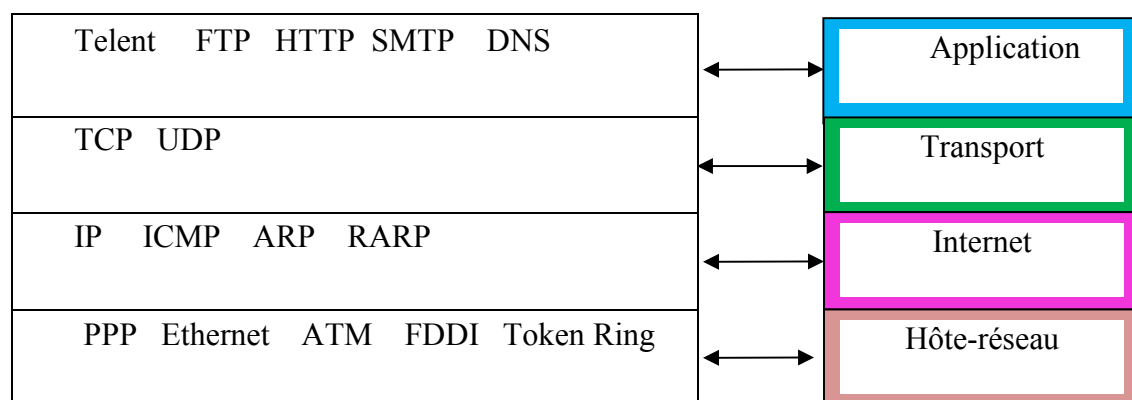 Telent FTP HTTP SMTP DNS
Application
TCP UDP
Transport
IP ICMP ARP RARP
Internet
PPP Ethernet ATM FDDI Token Ring
Hôte-réseau